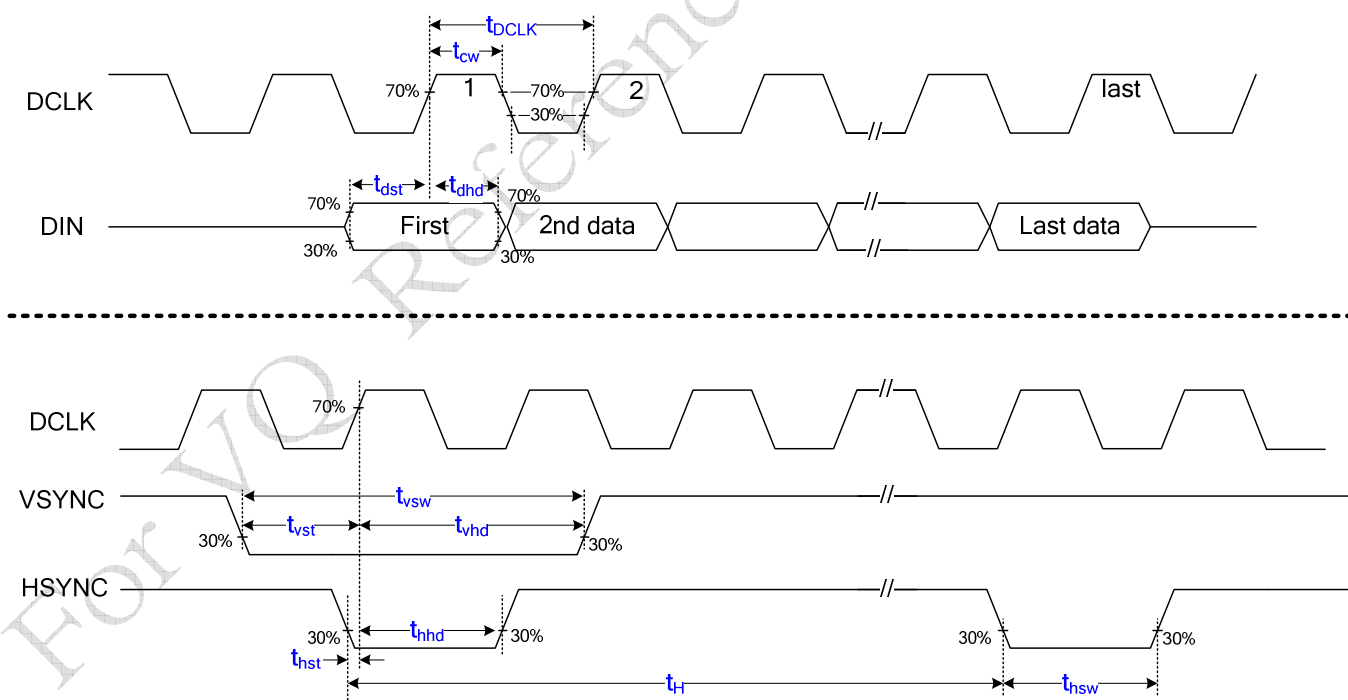 tDCLK
tcw
DCLK
70%
1
70%
30%
2
last
//
tdst
tdhd
DIN
70%
30%
First
70%
30%
2nd data
//
//
Last data
DCLK
70%
//
VSYNC
tvsw
tvst
tvhd
30%
30%
//
HSYNC
30%
thhd
30%
//
30%
30%
thst
tH
thsw
For VQ Referenc